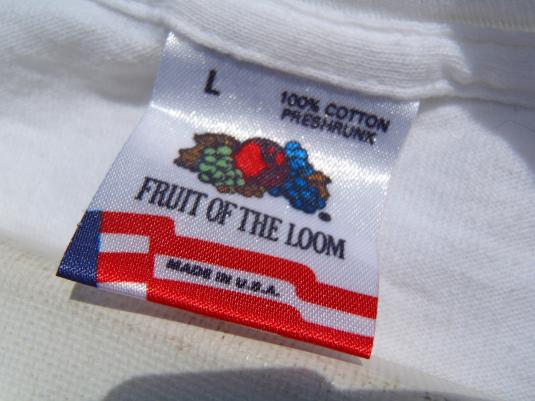 L
100% COTTON
PRESHRUNK
FRUIT OF THE LOOM
MADE IN U.S.A.